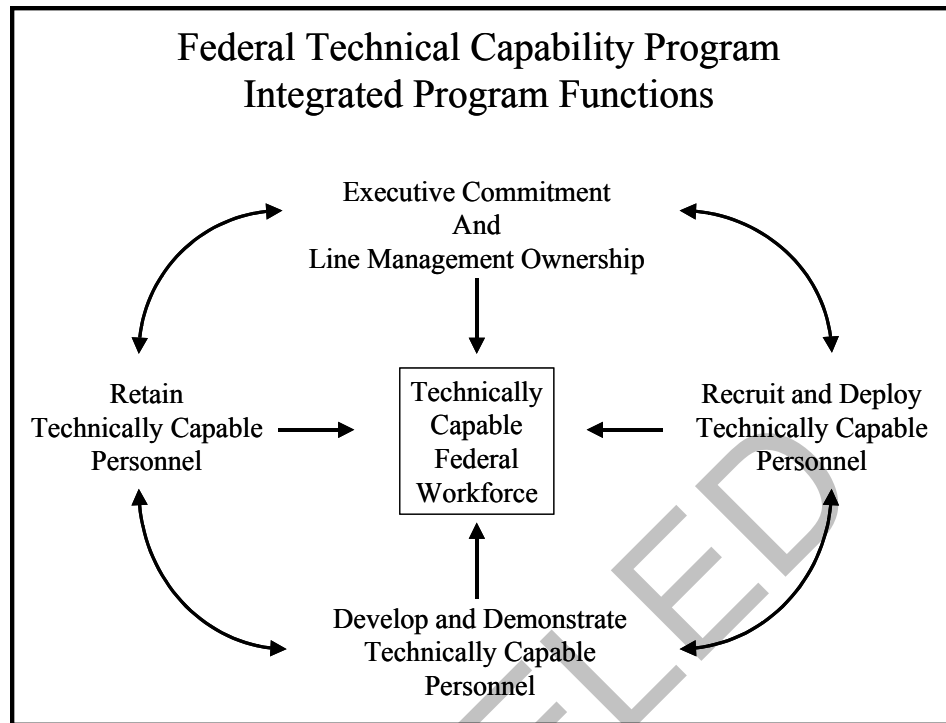 Federal Technical Capability Program
Integrated Program Functions
Executive Commitment
And
Line Management Ownership
Retain
Technically Capable
Personnel
Technically
Capable
Federal
Workforce
Recruit and Deploy
Technically Capable
Personnel
Develop and Demonstrate
Technically Capable
Personnel
ELED